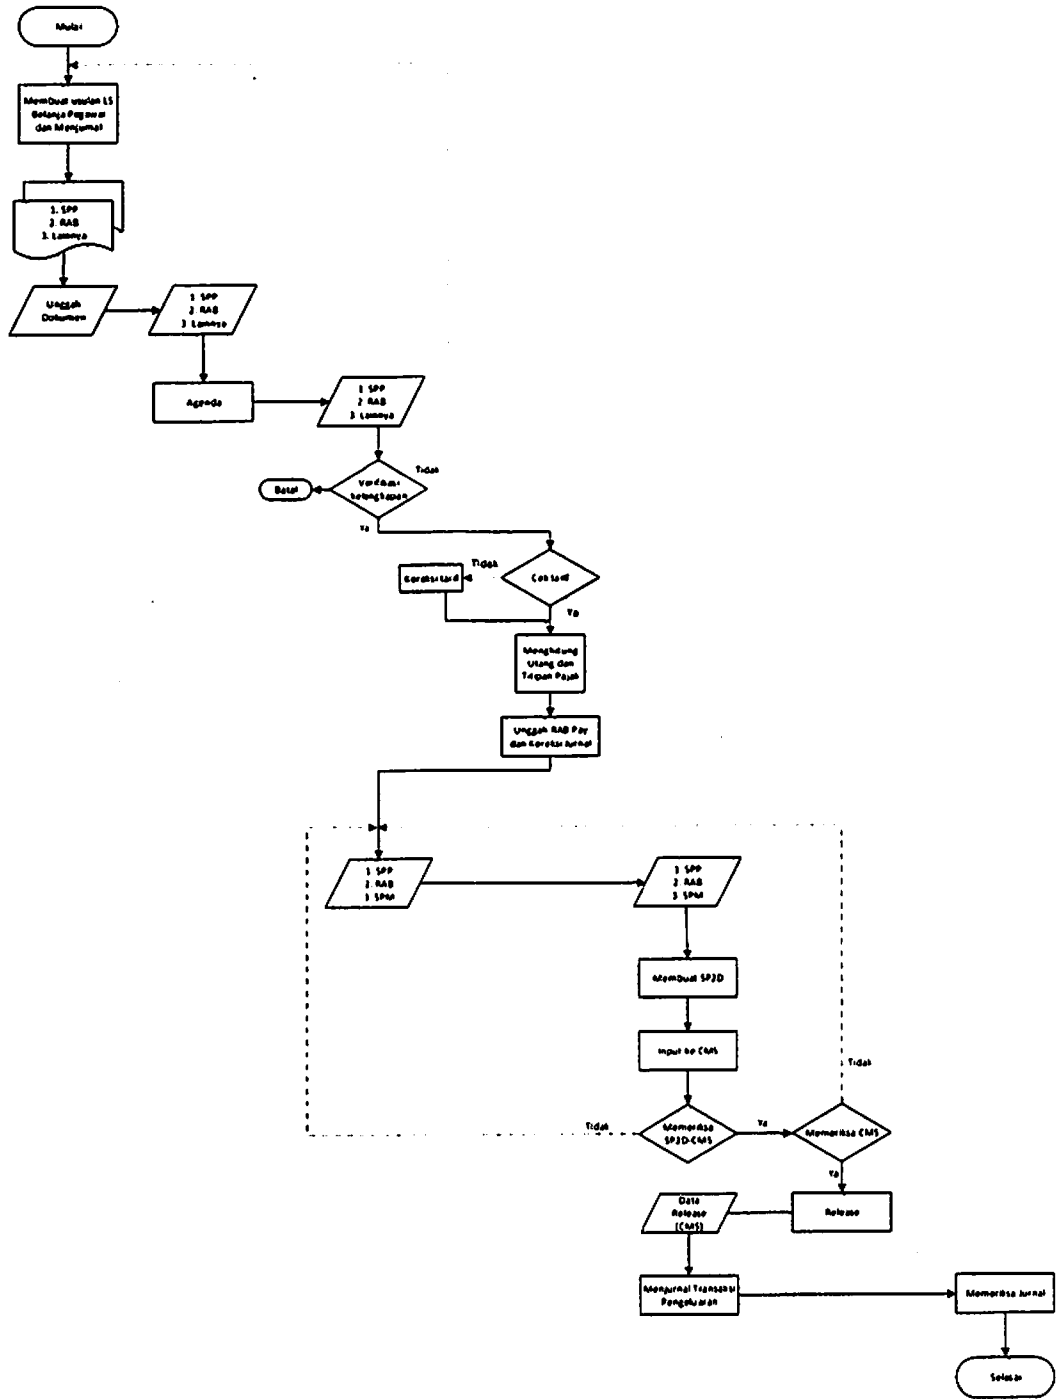 Mulai
Membuat usulan LS
Belanja Pegawai
dan Menjurnal
1. SPP
2. RAB
3. Lainnya
Unggah
Dokumen
1. SPP
2. RAB
3. Lainnya
Agenda
1. SPP
2. RAB
3. Lainnya
Tidak
Verifikasi
kelengkapan
Batal
Ya
Tidak
Cek tarif
Koreksi tarif
Ya
Menghitung
Utang dan
Titipan Pajak
Unggah RAB Pay
dan Koreksi Jurnal
1. SPP
2. RAB
3. SPM
1. SPP
2. RAB
3. SPM
Membuat SP2D
Input ke CMS
Tidak
Tidak
Memeriksa
SP2D-CMS
Ya
Memeriksa CMS
Ya
Data
Release
(CMS)
Release
Menjurnal Transaksi
Pengeluaran
Memeriksa Jurnal
Selesai